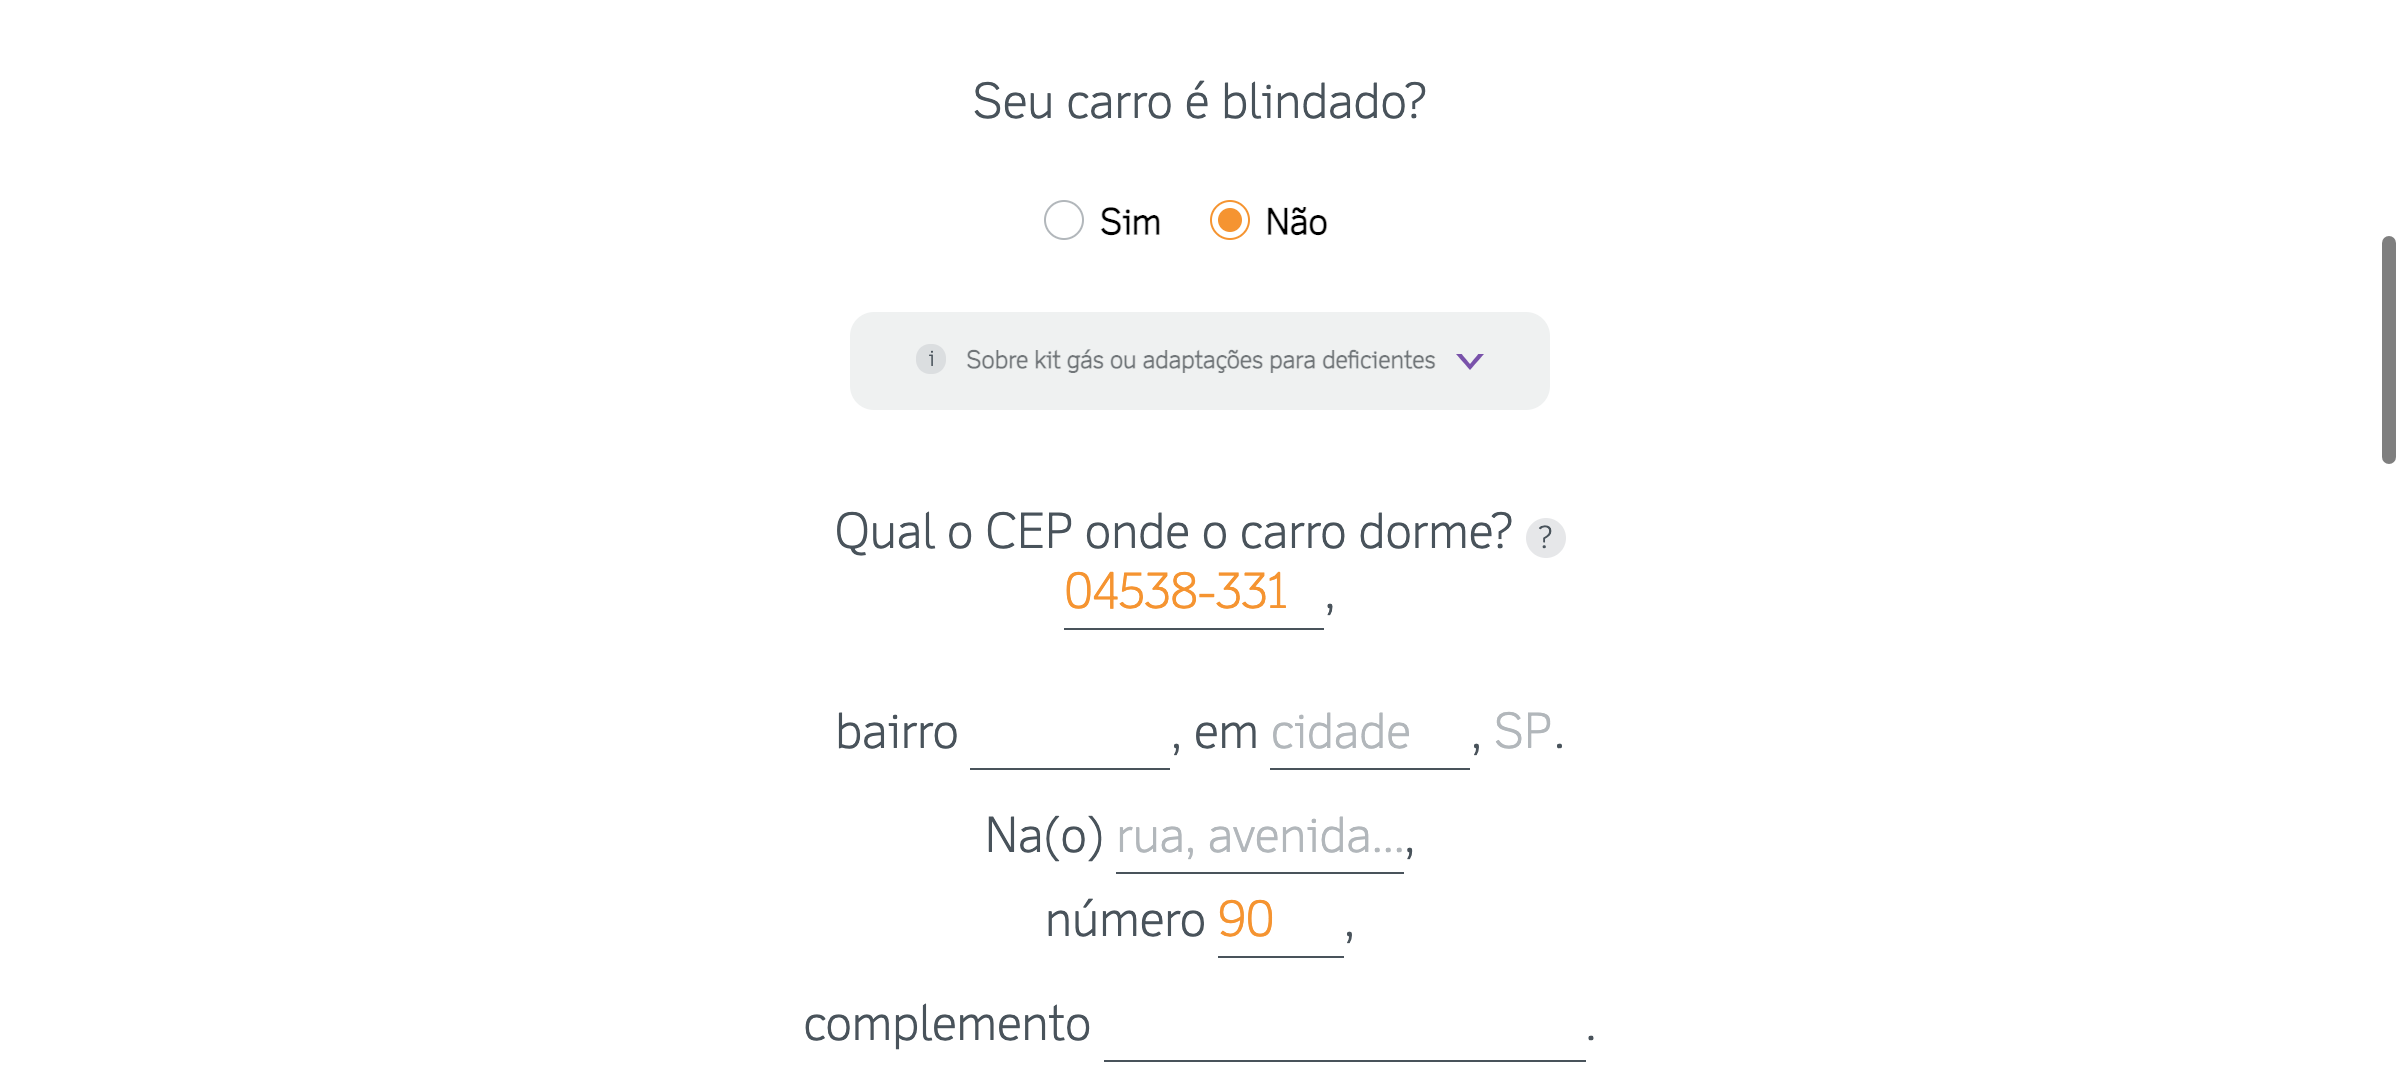 Seu carro é blindado?
Sim Não
i Sobre kit gás ou adaptações para deficientes
Qual o CEP onde o carro dorme? ?
04538-331 ,
bairro , em cidade , SP.
Na(o) rua, avenida...,
número 90 ,
complemento .